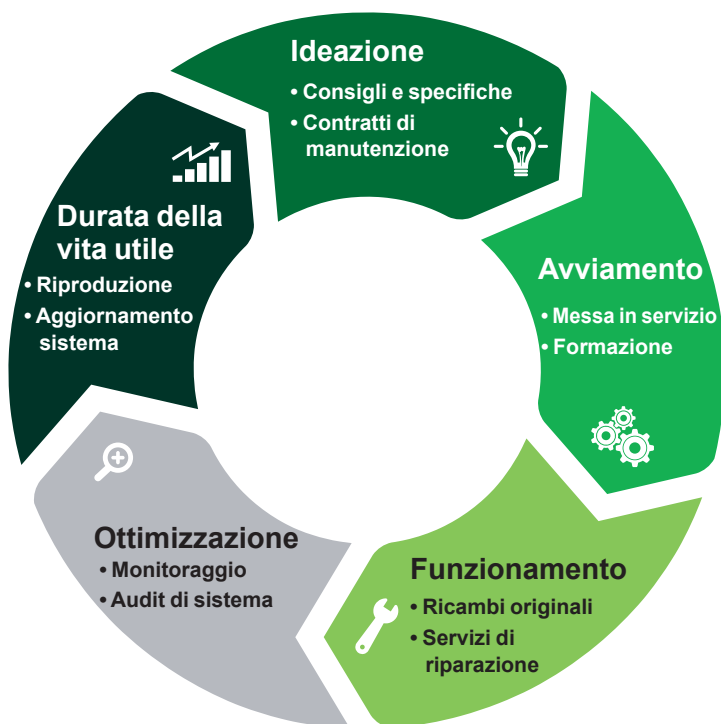 Ideazione
• Consigli e specifiche
• Contratti di
manutenzione
Avviamento
• Messa in servizio
• Formazione
Funzionamento
• Ricambi originali
• Servizi di
riparazione
Ottimizzazione
• Monitoraggio
• Audit di sistema
Durata della
vita utile
• Riproduzione
• Aggiornamento
sistema